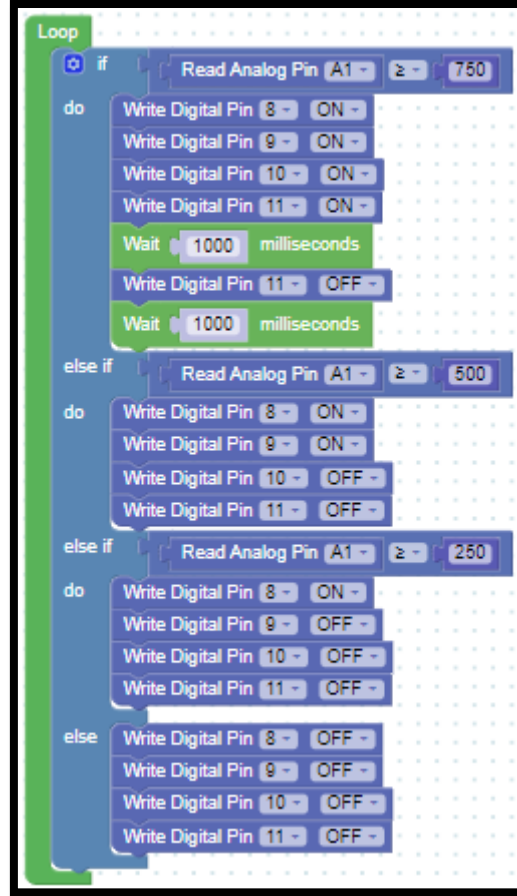 Loop
if Read Analog Pin A1 ≥ 750
do Write Digital Pin 8 ON
Write Digital Pin 9 ON
Write Digital Pin 10 ON
Write Digital Pin 11 ON
Wait 1000 milliseconds
Write Digital Pin 11 OFF
Wait 1000 milliseconds
else if Read Analog Pin A1 ≥ 500
do Write Digital Pin 8 ON
Write Digital Pin 9 ON
Write Digital Pin 10 OFF
Write Digital Pin 11 OFF
else if Read Analog Pin A1 ≥ 250
do Write Digital Pin 8 ON
Write Digital Pin 9 OFF
Write Digital Pin 10 OFF
Write Digital Pin 11 OFF
else Write Digital Pin 8 OFF
Write Digital Pin 9 OFF
Write Digital Pin 10 OFF
Write Digital Pin 11 OFF